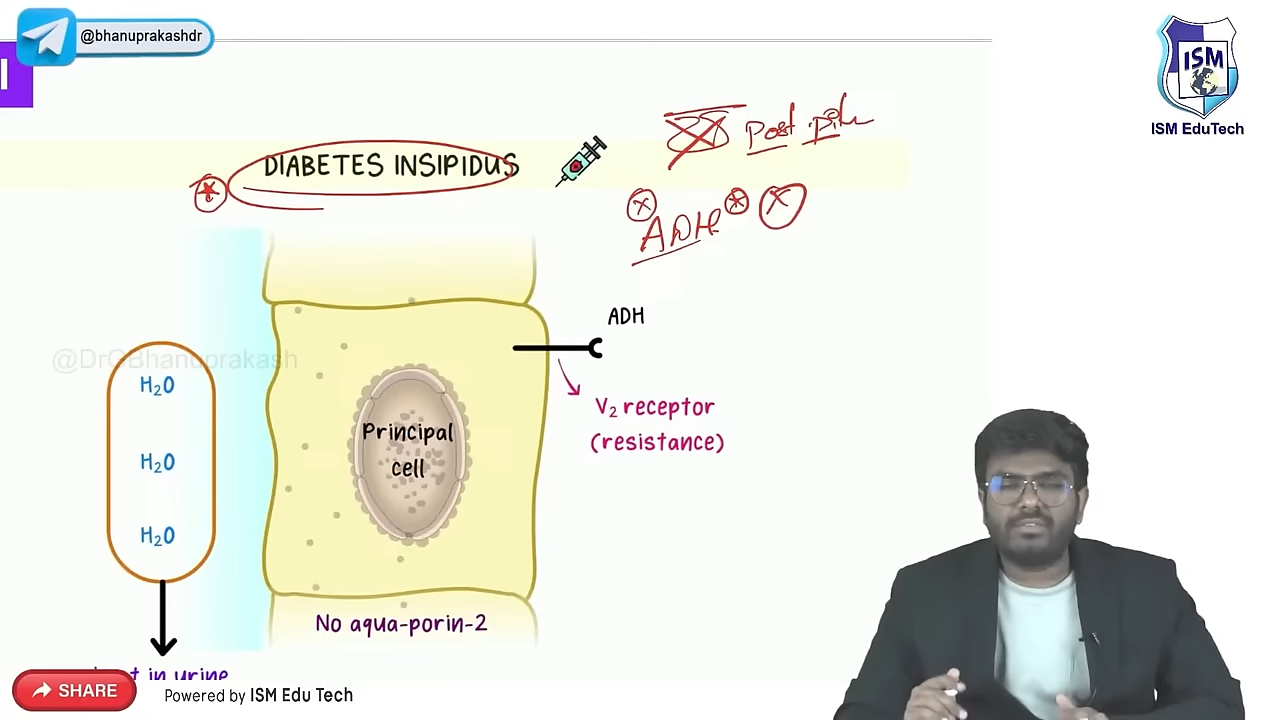 @bhanuprakashdr
I
ISM
ISM EduTech
DIABETES INSIPIDUS
Post. pit
ADH
ADH
V₂ receptor
(resistance)
@DrGBhanuprakash
H₂O
H₂O
H₂O
Principal
cell
No aqua-porin-2
t in urine
SHARE
Powered by ISM Edu Tech